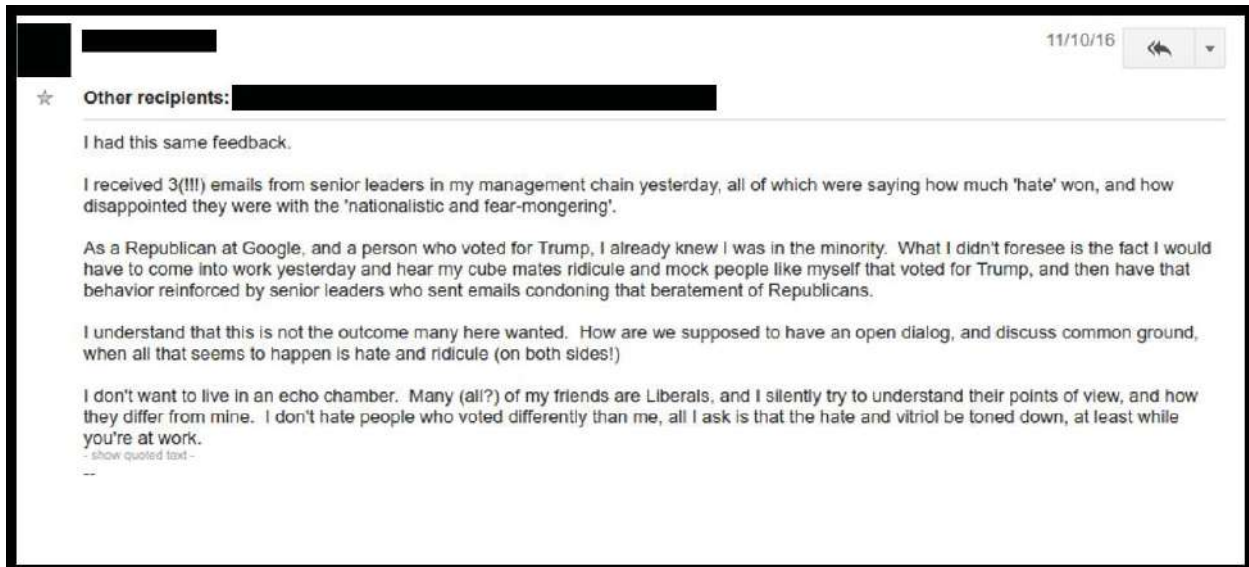 11/10/16
Other recipients:
I had this same feedback.
I received 3(!!!) emails from senior leaders in my management chain yesterday, all of which were saying how much 'hate' won, and how
disappointed they were with the 'nationalistic and fear-mongering'.
As a Republican at Google, and a person who voted for Trump, I already knew I was in the minority.  What I didn't foresee is the fact I would
have to come into work yesterday and hear my cube mates ridicule and mock people like myself that voted for Trump, and then have that
behavior reinforced by senior leaders who sent emails condoning that beratement of Republicans.
I understand that this is not the outcome many here wanted.  How are we supposed to have an open dialog, and discuss common ground,
when all that seems to happen is hate and ridicule (on both sides!)
I don't want to live in an echo chamber.  Many (all?) of my friends are Liberals, and I silently try to understand their points of view, and how
they differ from mine.  I don't hate people who voted differently than me, all I ask is that the hate and vitriol be toned down, at least while
you're at work.
- show quoted text -
--